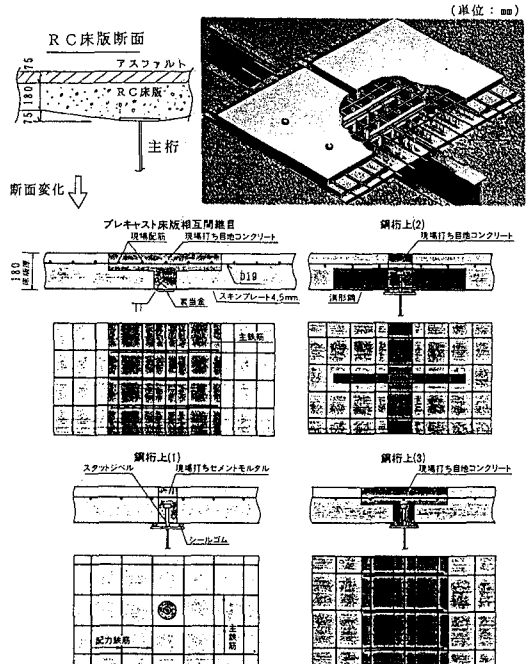 (単位：㎜)
RC床版断面
アスファルト
75
RC床版
180
75
主桁
断面変化
プレキャスト床版相互間継目
現場配筋
現場打ち目地コンクリート
180
床版厚
D19
裏当金
スキンプレート4.5mm
主鉄筋
鋼桁上(2)
現場打ち目地コンクリート
溝形鋼
鋼桁上(1)
スタットジベル
現場打ちセメントモルタル
シールゴム
配力鉄筋
主鉄筋
鋼桁上(3)
現場打ち目地コンクリート